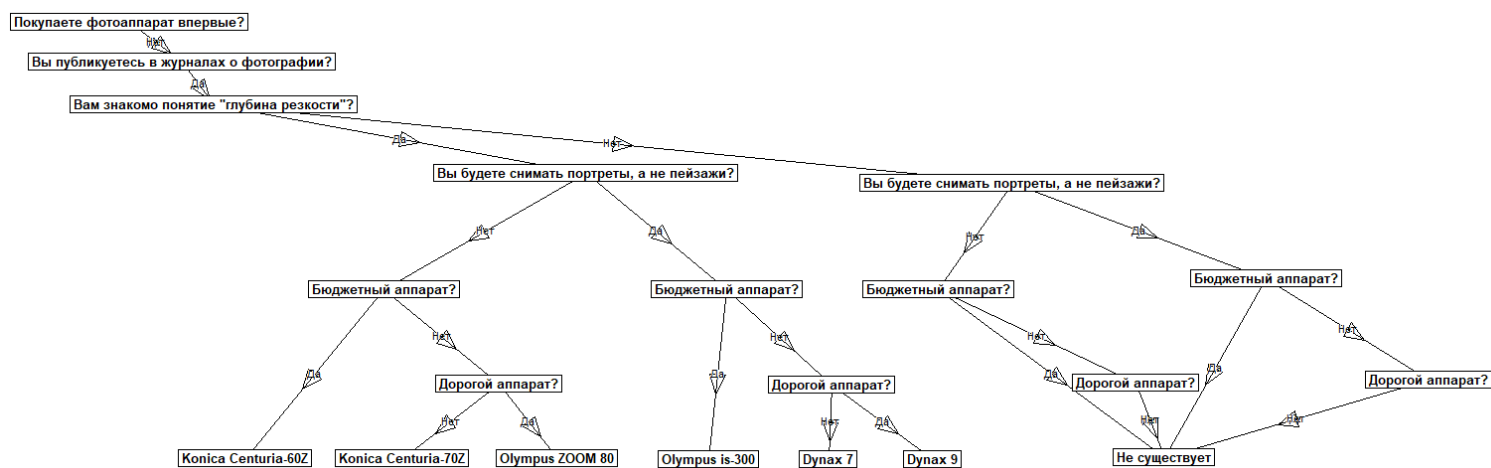 Покупаете фотоаппарат впервые?
Нет
Вы публикуетесь в журналах о фотографии?
Да
Вам знакомо понятие "глубина резкости"?
Да
Нет
Вы будете снимать портреты, а не пейзажи?
Вы будете снимать портреты, а не пейзажи?
Нет
Да
Нет
Да
Бюджетный аппарат?
Бюджетный аппарат?
Бюджетный аппарат?
Бюджетный аппарат?
Нет
Нет
Нет
Нет
Да
Да
Да
Да
Дорогой аппарат?
Дорогой аппарат?
Дорогой аппарат?
Дорогой аппарат?
Нет
Да
Нет
Да
Нет
Нет
Konica Centuria-60Z
Konica Centuria-70Z
Olympus ZOOM 80
Olympus is-300
Dynax 7
Dynax 9
Не существует